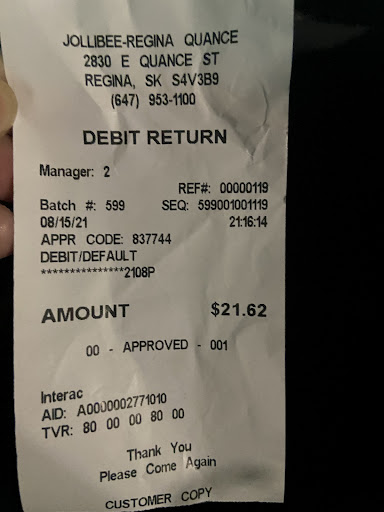 JOLLIBEE-REGINA QUANCE
2830 E QUANCE ST
REGINA, SK S4V3B9
(647) 953-1100
DEBIT RETURN
Manager: 2
REF#: 00000119
Batch #: 599 SEQ: 599001001119
08/15/21 21:16:14
APPR CODE: 837744
DEBIT/DEFAULT
***************2108P
AMOUNT $21.62
00 - APPROVED - 001
Interac
AID: A0000002771010
TVR: 80 00 00 80 00
Thank You
Please Come Again
CUSTOMER COPY